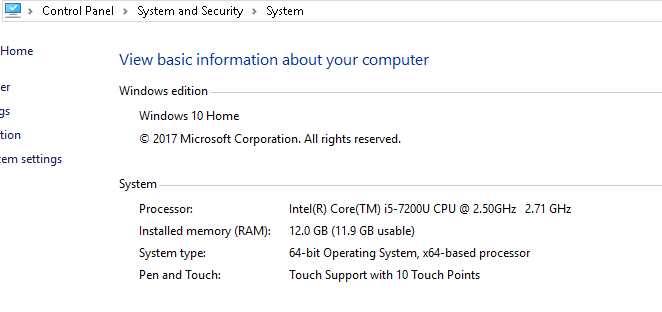 Control Panel > System and Security > System
Home
View basic information about your computer
er
Windows edition
gs
Windows 10 Home
tion
© 2017 Microsoft Corporation. All rights reserved.
em settings
System
Processor: Intel(R) Core(TM) i5-7200U CPU @ 2.50GHz 2.71 GHz
Installed memory (RAM): 12.0 GB (11.9 GB usable)
System type: 64-bit Operating System, x64-based processor
Pen and Touch: Touch Support with 10 Touch Points